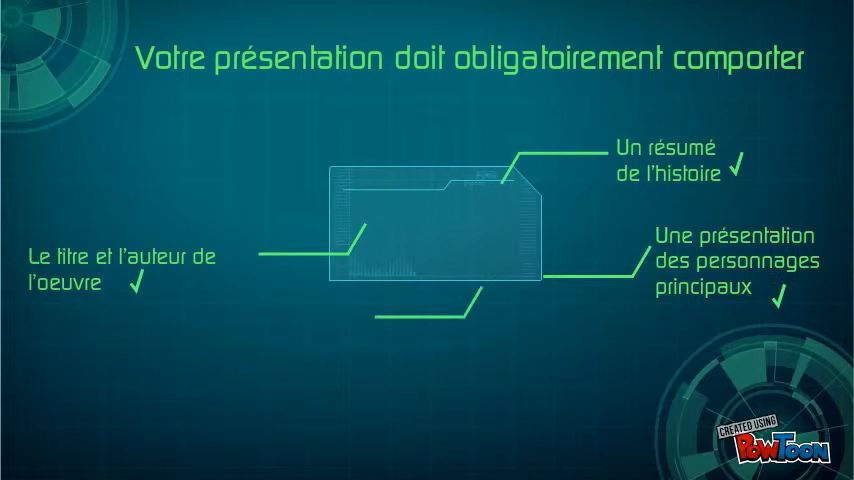 Votre présentation doit obligatoirement comporter
Un résumé
de l'histoire
Une présentation
des personnages
principaux
Le titre et l'auteur de
l'oeuvre
CREATED USING
POWTOON